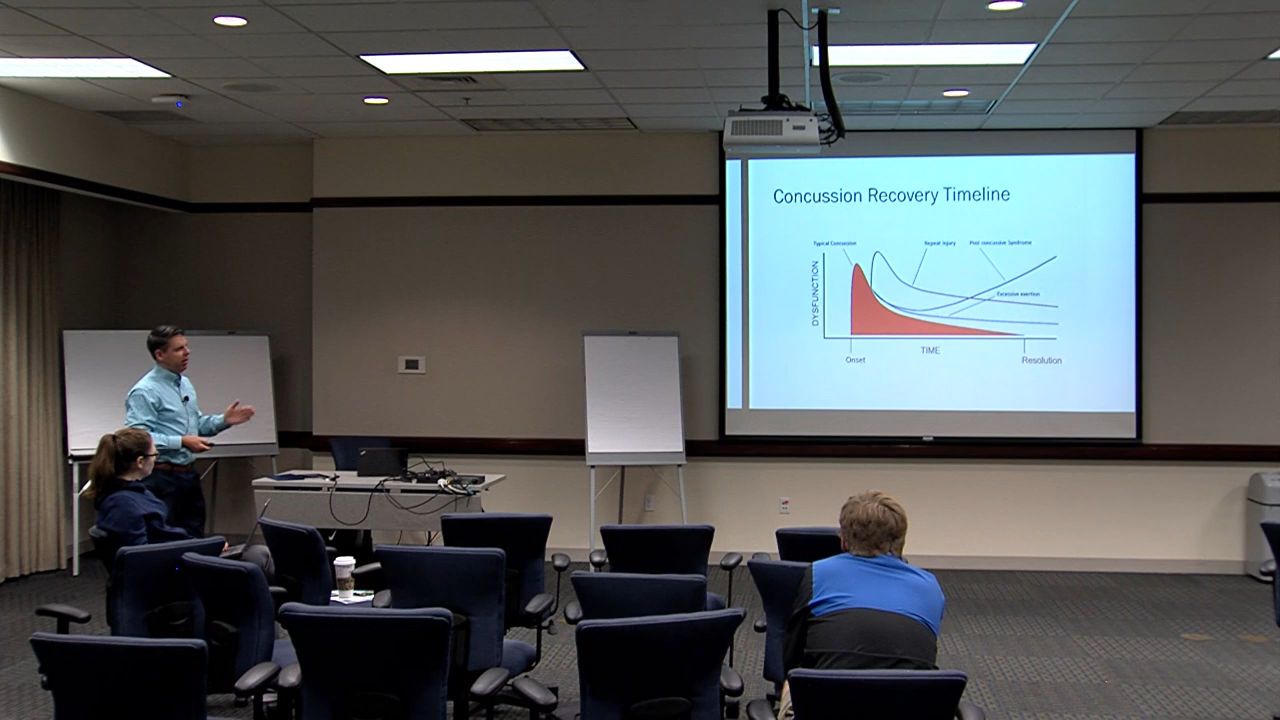 Concussion Recovery Timeline
Typical Concussion
Repeat Injury
Post concussive Syndrome
Excessive exertion
DYSFUNCTION
TIME
Onset
Resolution